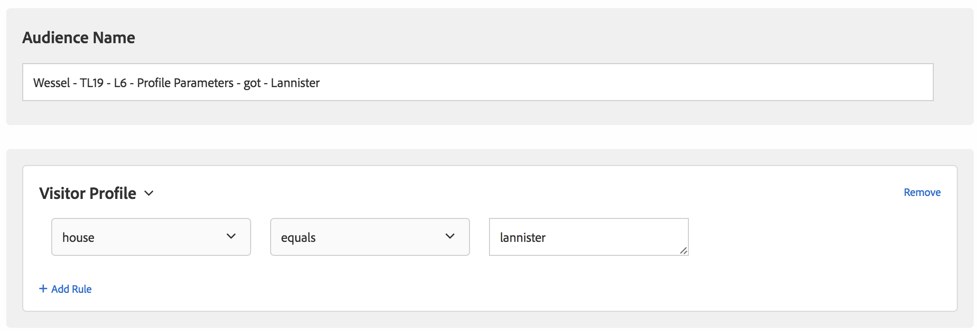 Audience Name
Wessel - TL19 - L6 - Profile Parameters - got - Lannister
Visitor Profile
Remove
house equals lannister
+ Add Rule